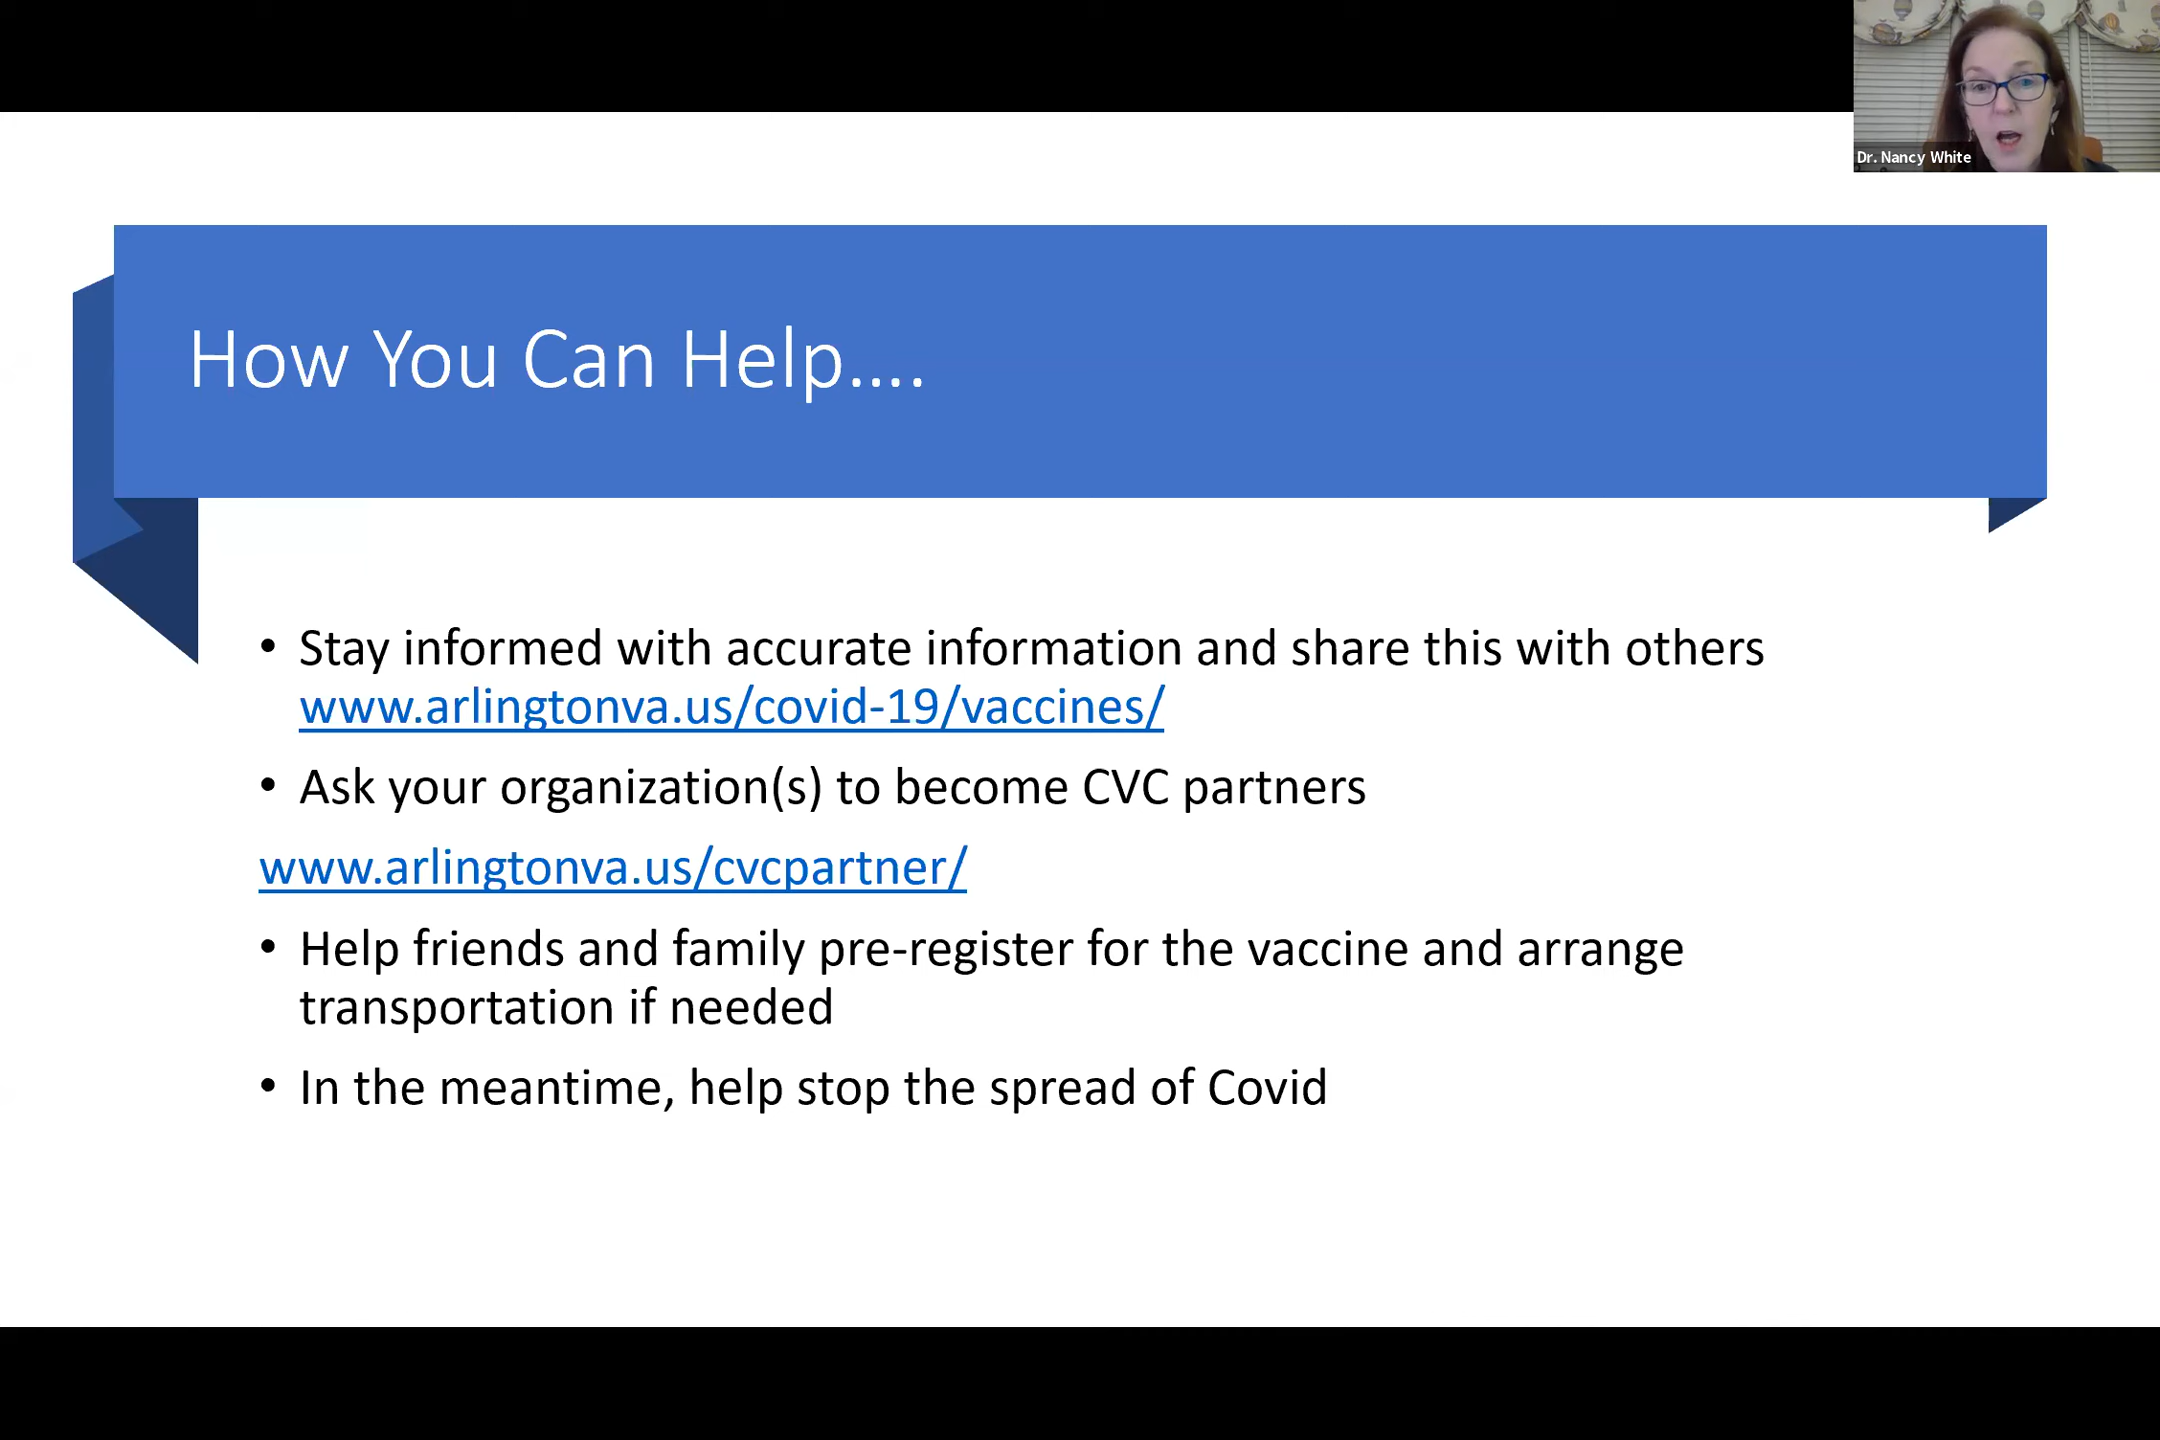 Dr. Nancy White
How You Can Help....
• Stay informed with accurate information and share this with others
www.arlingtonva.us/covid-19/vaccines/
• Ask your organization(s) to become CVC partners
www.arlingtonva.us/cvcpartner/
• Help friends and family pre-register for the vaccine and arrange
transportation if needed
• In the meantime, help stop the spread of Covid